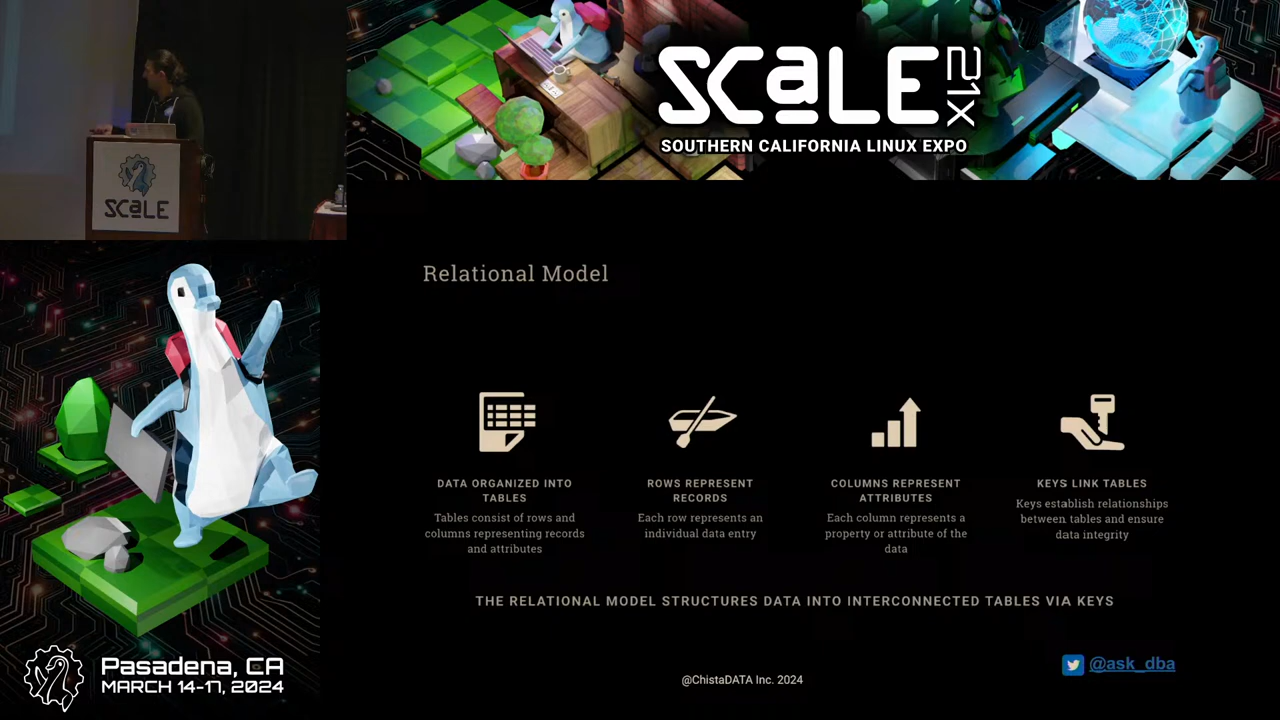 SCaLE 21X
SOUTHERN CALIFORNIA LINUX EXPO
SCaLE
Relational Model
DATA ORGANIZED INTO
TABLES
Tables consist of rows and
columns representing records
and attributes
ROWS REPRESENT
RECORDS
Each row represents an
individual data entry
COLUMNS REPRESENT
ATTRIBUTES
Each column represents a
property or attribute of the
data
KEYS LINK TABLES
Keys establish relationships
between tables and ensure
data integrity
THE RELATIONAL MODEL STRUCTURES DATA INTO INTERCONNECTED TABLES VIA KEYS
@ask_dba
@ChistaDATA Inc. 2024
Pasadena, CA
MARCH 14-17, 2024